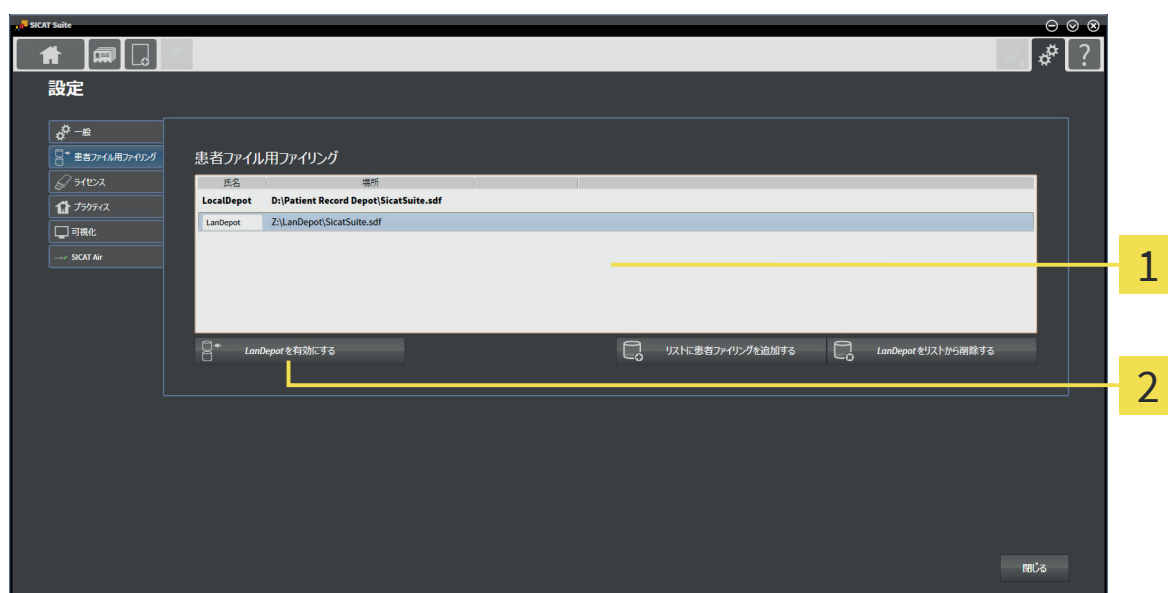 SICAT Suite
?
設定
一般
患者ファイル用ファイリング
ライセンス
プラクティス
可視化
SICAT Air
患者ファイル用ファイリング
氏名 場所
LocalDepot D:\Patient Record Depot\SicatSuite.sdf
LanDepot Z:\LanDepot\SicatSuite.sdf
1
LanDepotを有効にする リストに患者ファイリングを追加する LanDepotをリストから削除する
2
閉じる